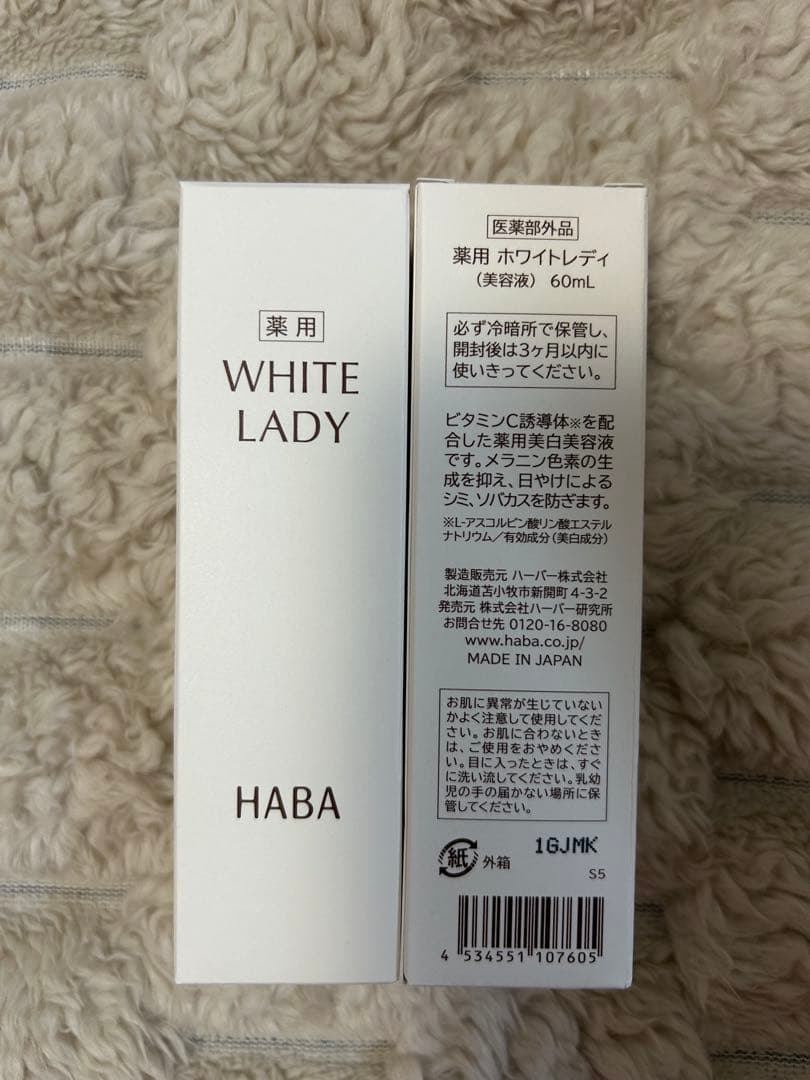 薬用
WHITE
LADY
HABA
医薬部外品
薬用 ホワイトレディ
（美容液） 60mL
必ず冷暗所で保管し、
開封後は3ヶ月以内に
使いきってください。
ビタミンC誘導体※を配
合した薬用美白美容液
です。メラニン色素の生
成を抑え、日やけによる
シミ、ソバカスを防ぎます。
※L-アスコルビン酸リン酸エステル
ナトリウム／有効成分（美白成分）
製造販売元 ハーバー株式会社
北海道苫小牧市新開町 4-3-2
発売元 株式会社ハーバー研究所
お問合せ先 0120-16-8080
www.haba.co.jp/
MADE IN JAPAN
お肌に異常が生じていない
かよく注意して使用してくだ
さい。お肌に合わないとき
は、ご使用をおやめくださ
い。目に入ったときは、すぐ
に洗い流してください。乳幼
児の手の届かない場所に保
管してください。
紙 外箱
1GJMK
S5
4 534551 107605